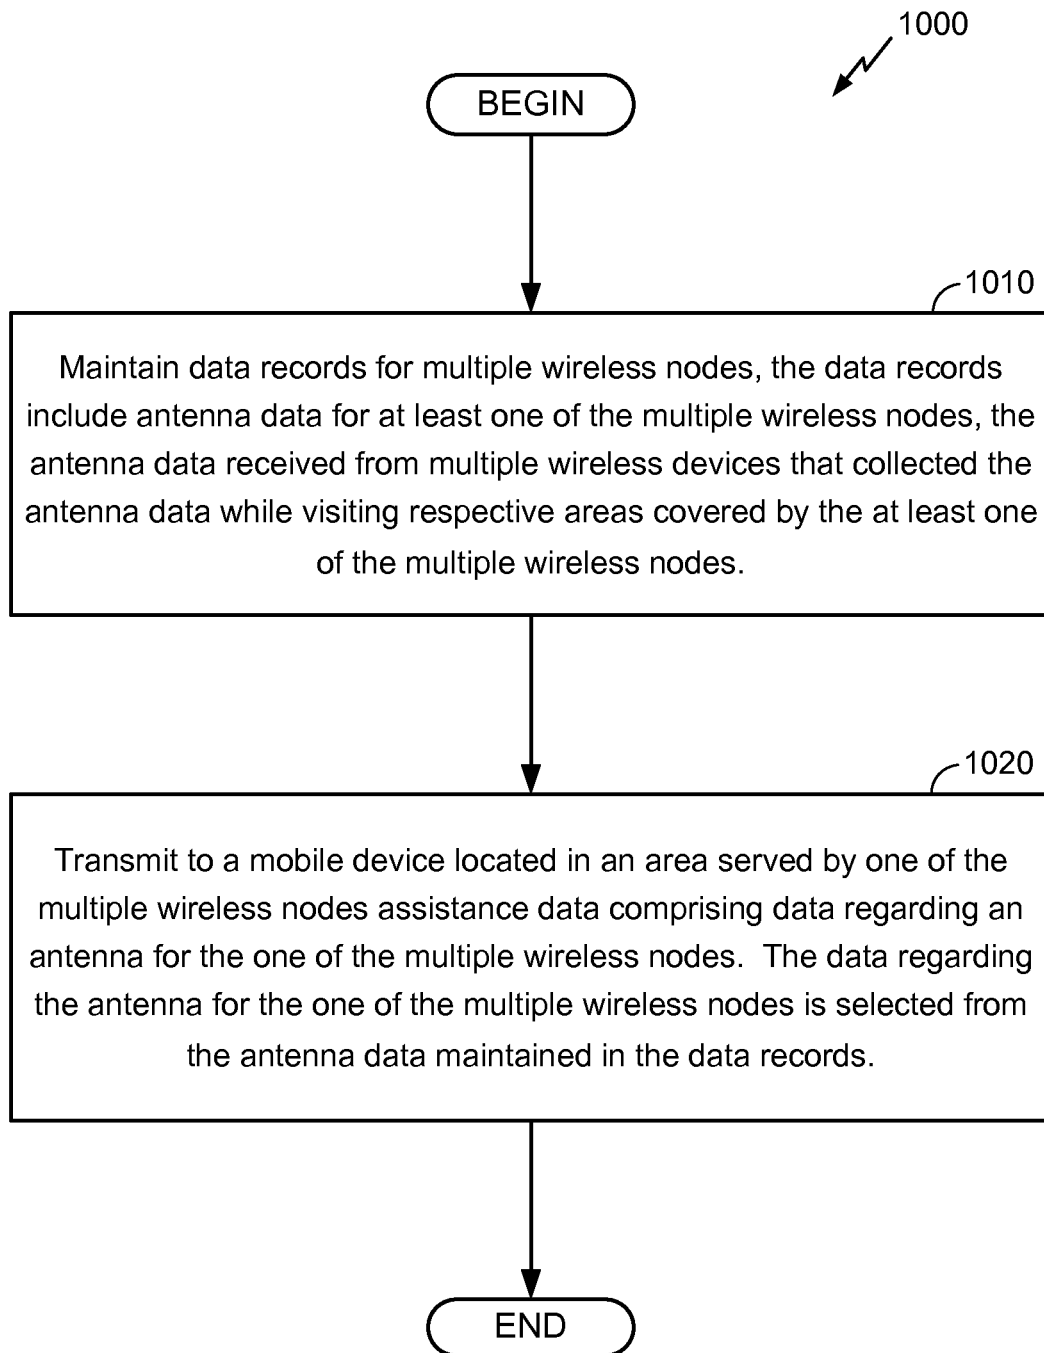 1000
BEGIN
1010
Maintain data records for multiple wireless nodes, the data records
include antenna data for at least one of the multiple wireless nodes, the
antenna data received from multiple wireless devices that collected the
antenna data while visiting respective areas covered by the at least one
of the multiple wireless nodes.
1020
Transmit to a mobile device located in an area served by one of the
multiple wireless nodes assistance data comprising data regarding an
antenna for the one of the multiple wireless nodes.  The data regarding
the antenna for the one of the multiple wireless nodes is selected from
the antenna data maintained in the data records.
END